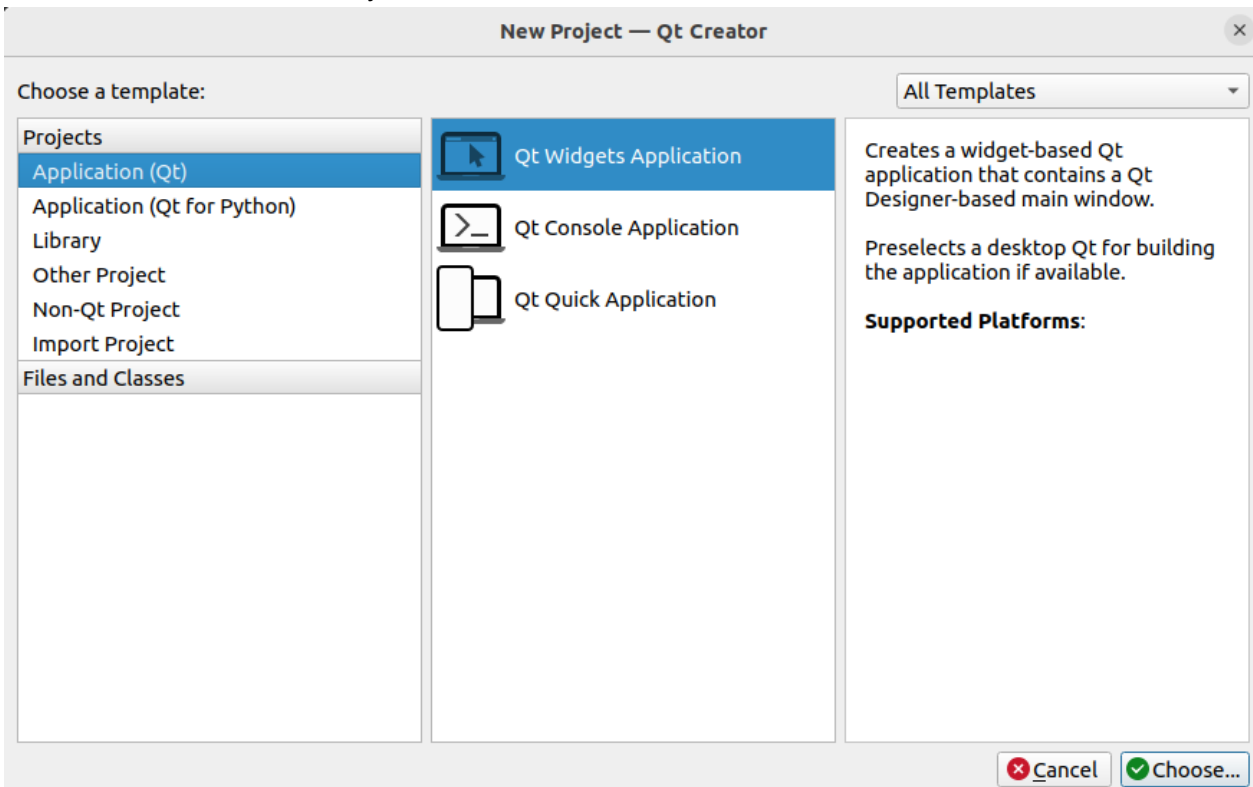 New Project — Qt Creator
Choose a template:
All Templates
Projects
Application (Qt)
Application (Qt for Python)
Library
Other Project
Non-Qt Project
Import Project
Files and Classes
Qt Widgets Application
Qt Console Application
Qt Quick Application
Creates a widget-based Qt
application that contains a Qt
Designer-based main window.
Preselects a desktop Qt for building
the application if available.
Supported Platforms:
Cancel
Choose...